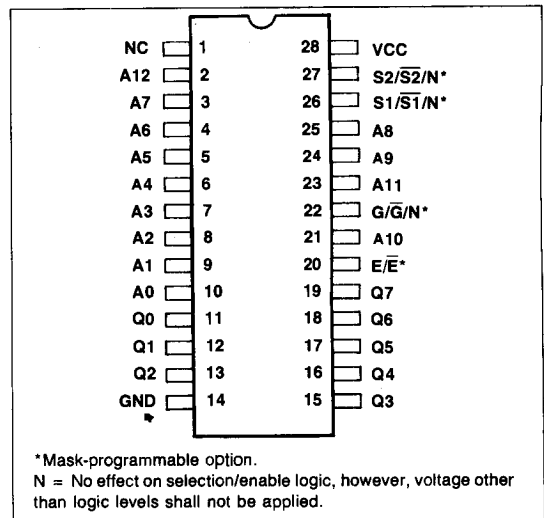 NC 1 28 VCC
A12 2 27 S2/S̅2̅/N*
A7 3 26 S1/S̅1̅/N*
A6 4 25 A8
A5 5 24 A9
A4 6 23 A11
A3 7 22 G/G̅/N*
A2 8 21 A10
A1 9 20 E/E̅*
A0 10 19 Q7
Q0 11 18 Q6
Q1 12 17 Q5
Q2 13 16 Q4
GND 14 15 Q3
*Mask-programmable option.
N = No effect on selection/enable logic, however, voltage other
than logic levels shall not be applied.